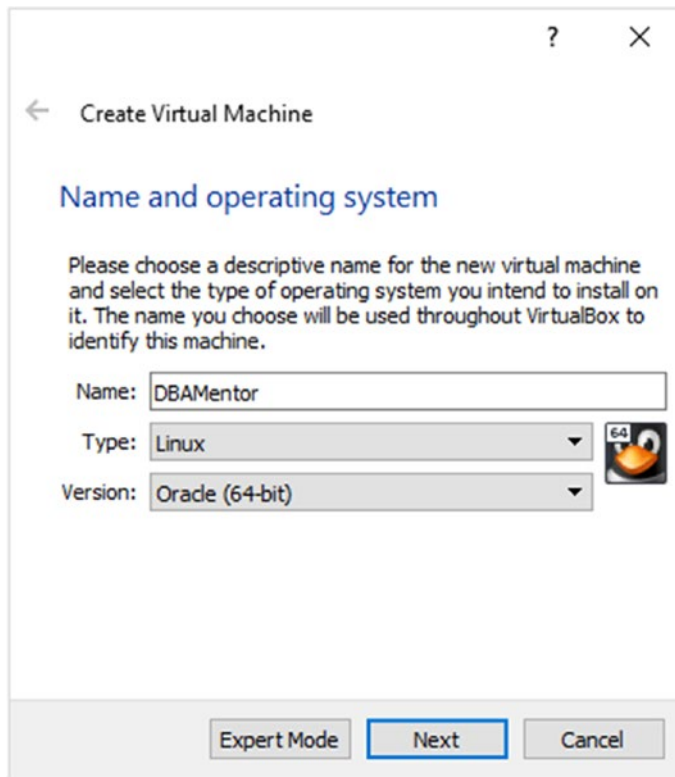 ?
Create Virtual Machine
Name and operating system
Please choose a descriptive name for the new virtual machine
and select the type of operating system you intend to install on
it. The name you choose will be used throughout VirtualBox to
identify this machine.
Name: DBAMentor
Type: Linux
64
Version: Oracle (64-bit)
Expert Mode Next Cancel